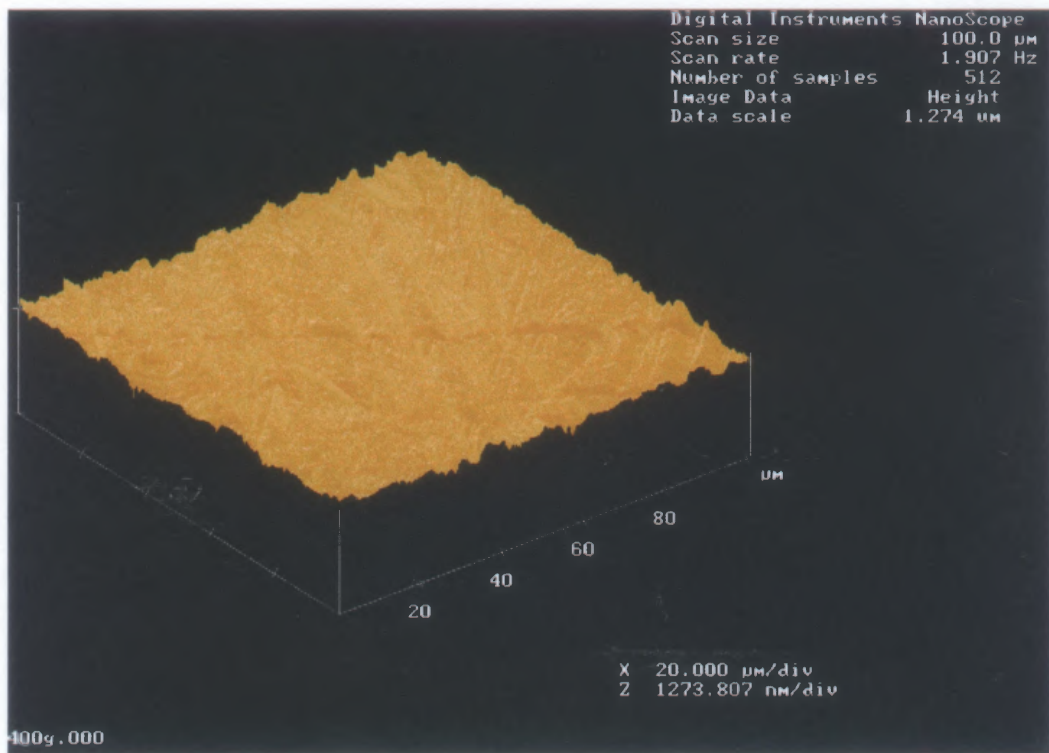 Digital Instruments NanoScope
Scan size 100.0 µm
Scan rate 1.907 Hz
Number of samples 512
Image Data Height
Data scale 1.274 um
µm
80
60
40
20
X 20.000 µm/div
Z 1273.807 nm/div
400g.000